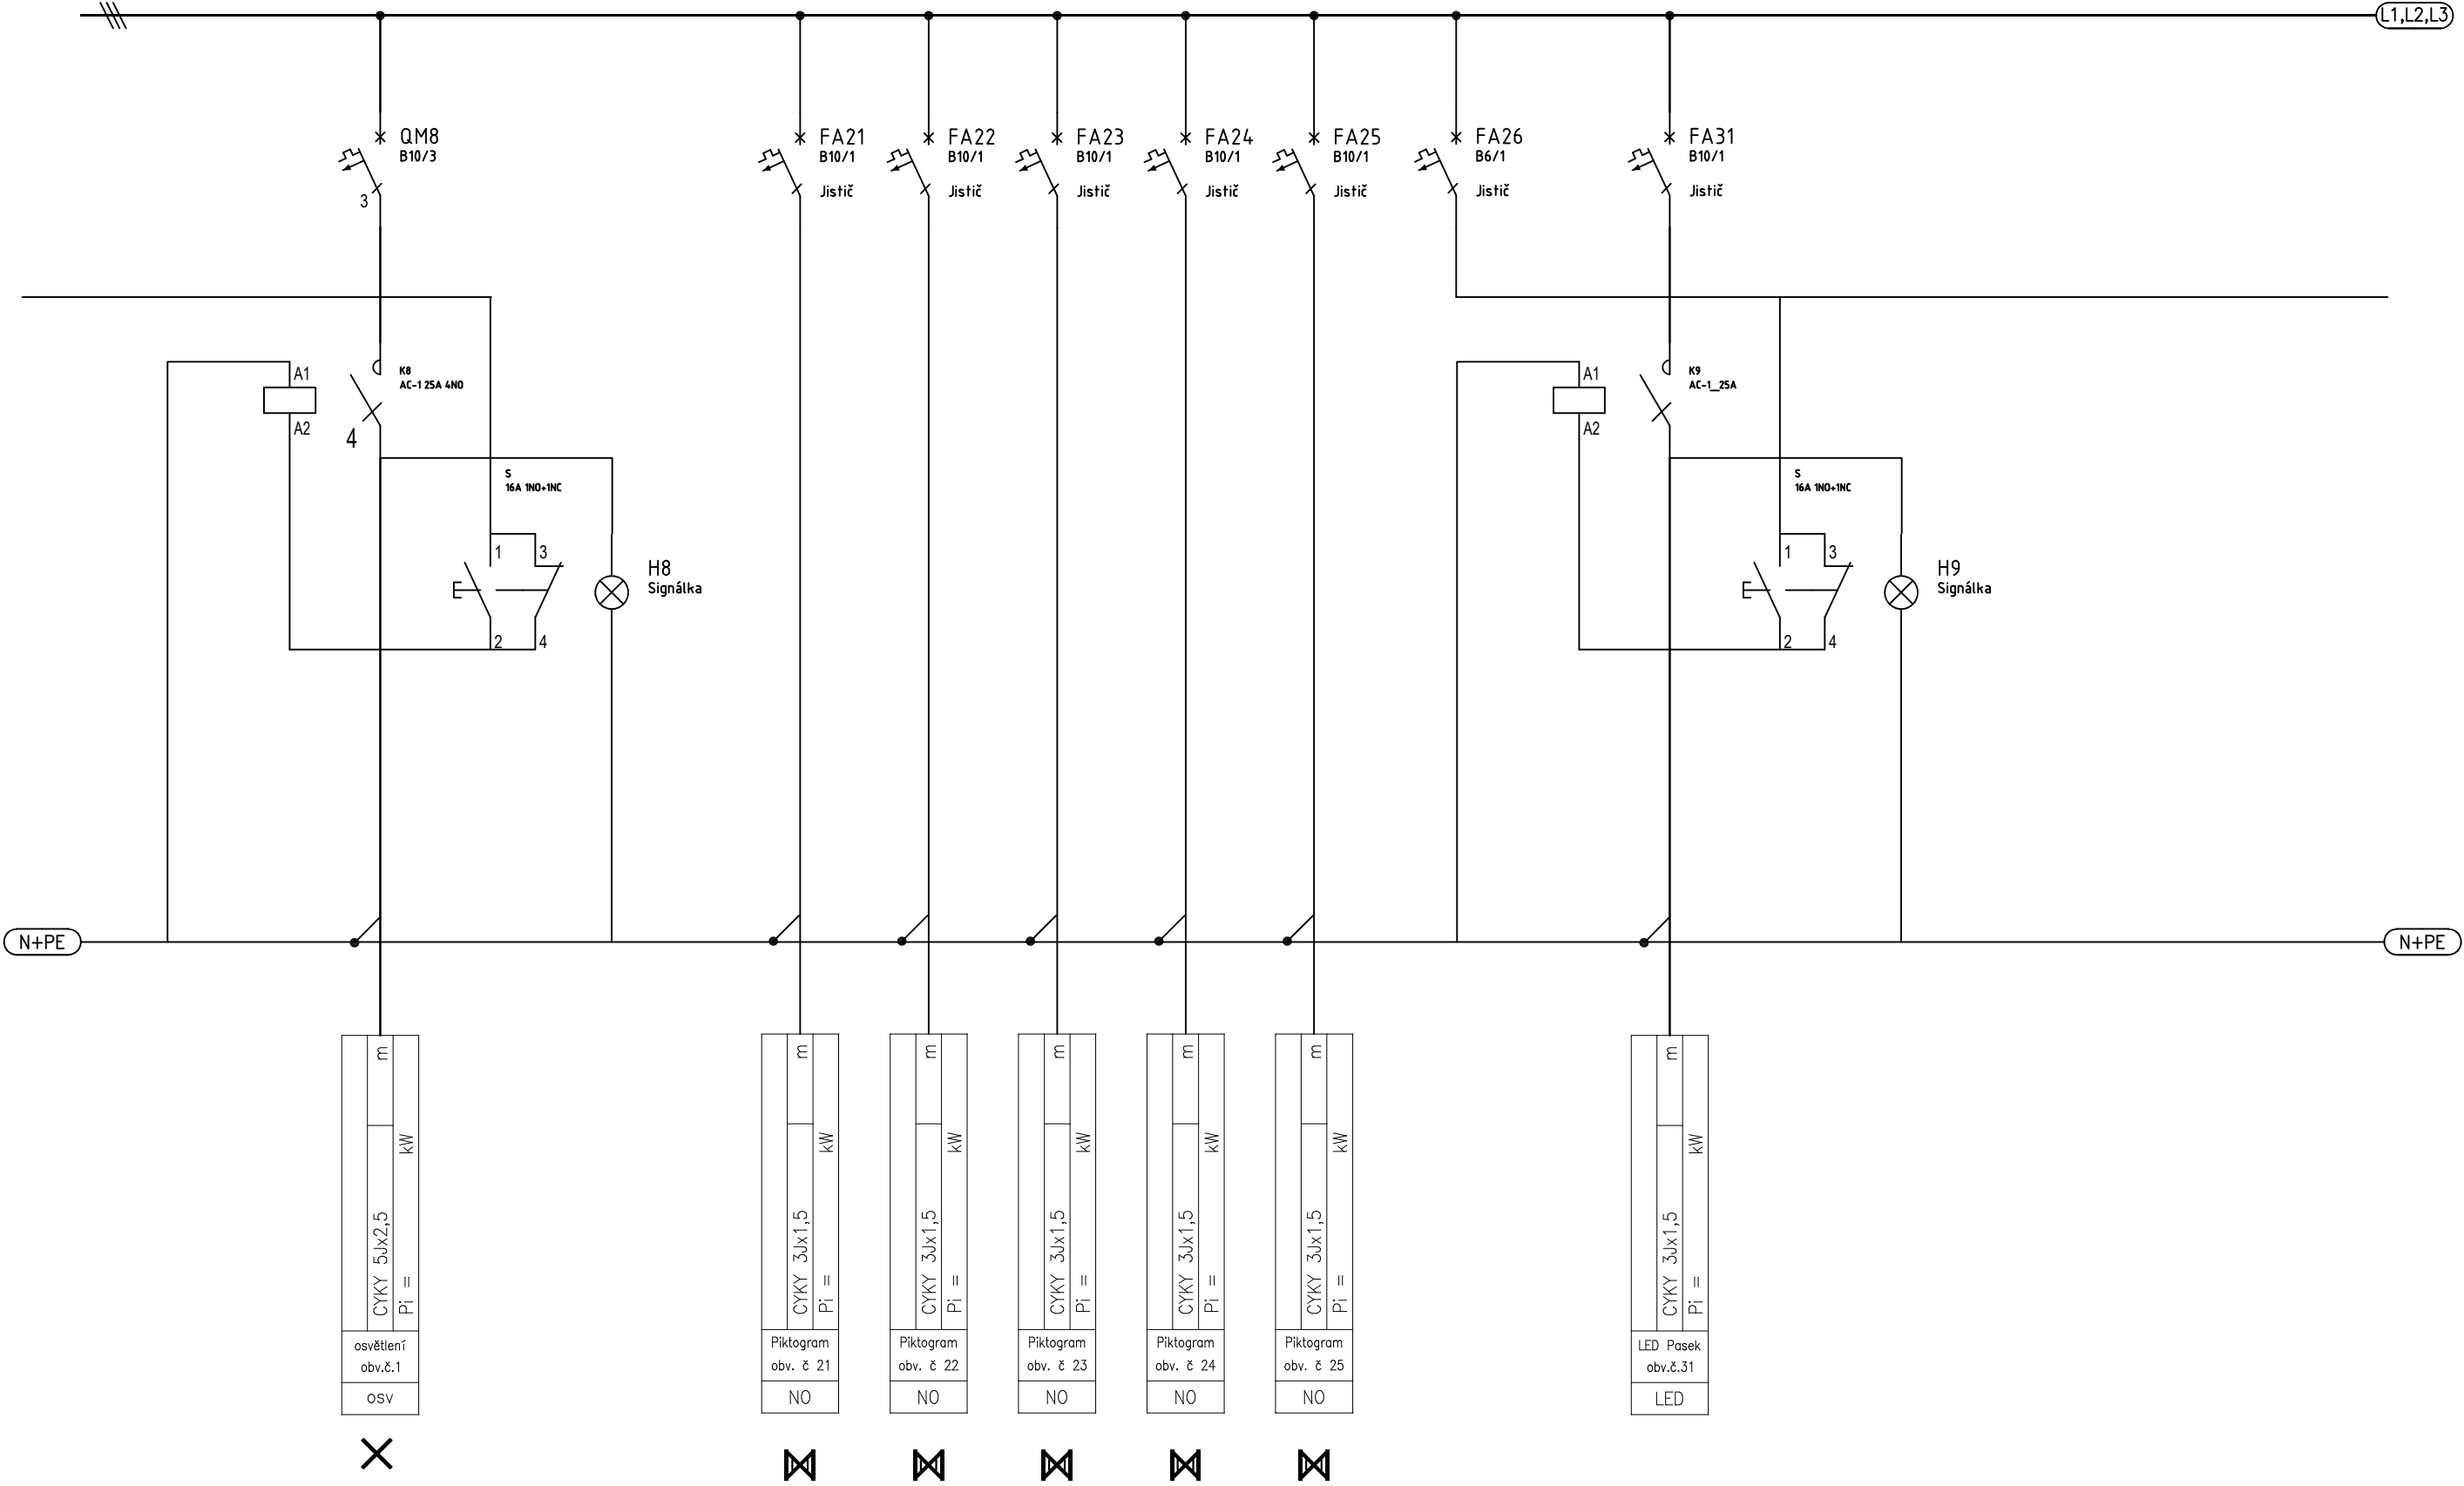 L1,L2,L3
QM8
B10/3
3
FA21
B10/1
Jistič
FA22
B10/1
Jistič
FA23
B10/1
Jistič
FA24
B10/1
Jistič
FA25
B10/1
Jistič
FA26
B6/1
Jistič
FA31
B10/1
Jistič
A1
A2
K8
AC-1 25A 4NO
4
S
16A 1NO+1NC
1
3
2
4
H8
Signálka
A1
A2
K9
AC-1_25A
S
16A 1NO+1NC
1
3
2
4
H9
Signálka
N+PE
N+PE
CYKY 5Jx2,5
m
Pi =
kW
osvětlení
obv.č.1
osv
CYKY 3Jx1,5
m
Pi =
kW
Piktogram
obv. č 21
NO
CYKY 3Jx1,5
m
Pi =
kW
Piktogram
obv. č 22
NO
CYKY 3Jx1,5
m
Pi =
kW
Piktogram
obv. č 23
NO
CYKY 3Jx1,5
m
Pi =
kW
Piktogram
obv. č 24
NO
CYKY 3Jx1,5
m
Pi =
kW
Piktogram
obv. č 25
NO
CYKY 3Jx1,5
m
Pi =
kW
LED Pasek
obv.č.31
LED